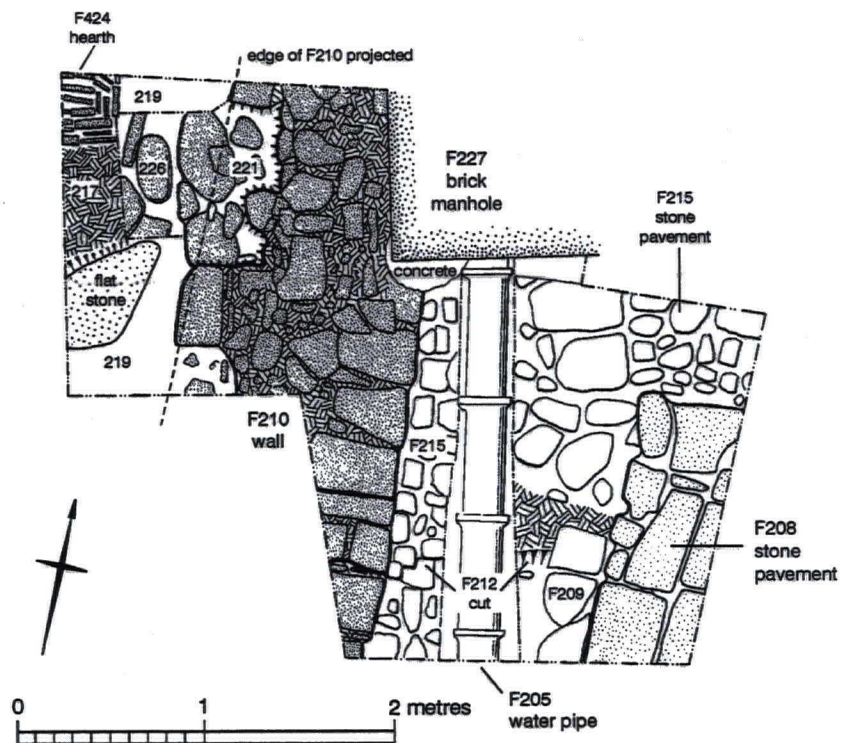 F424
hearth
edge of F210 projected
219
226
221
217
F227
brick
manhole
F215
stone
pavement
concrete
flat
stone
219
F210
wall
F215
F208
stone
pavement
F212
cut
F209
F205
water pipe
0
1
2 metres